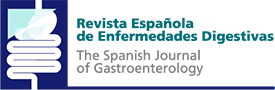 Revista Española
de Enfermedades Digestivas
The Spanish Journal
of Gastroenterology